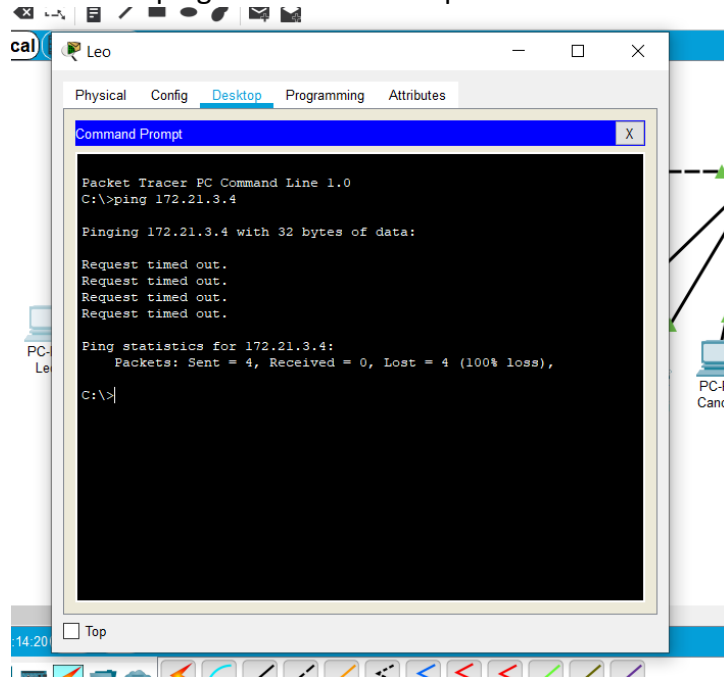 cal)
Leo
Physical Config Desktop Programming Attributes
Command Prompt
X
Packet Tracer PC Command Line 1.0
C:\>ping 172.21.3.4
Pinging 172.21.3.4 with 32 bytes of data:
Request timed out.
Request timed out.
Request timed out.
Request timed out.
Ping statistics for 172.21.3.4:
Packets: Sent = 4, Received = 0, Lost = 4 (100% loss),
C:\>
PC-
Le
PC-
Canc
Top
:14:20